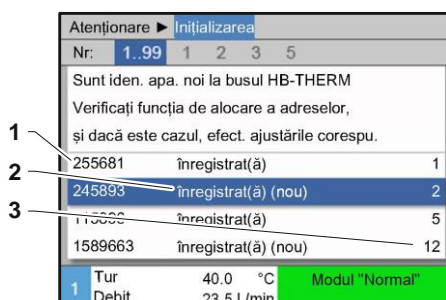 Atenționare ► Inițializarea
Nr: 1..99 1 2 3 5
Sunt iden. apa. noi la busul HB-THERM
Verificați funcția de alocare a adreselor,
și dacă este cazul, efect. ajustările corespu.
1
255681 înregistrat(ă) 1
2
245893 înregistrat(ă) (nou) 2
3
înregistrat(ă) 5
1589663 înregistrat(ă) (nou) 12
1 Tur 40.0 °C Modul "Normal"
Debit 23.5 L/min